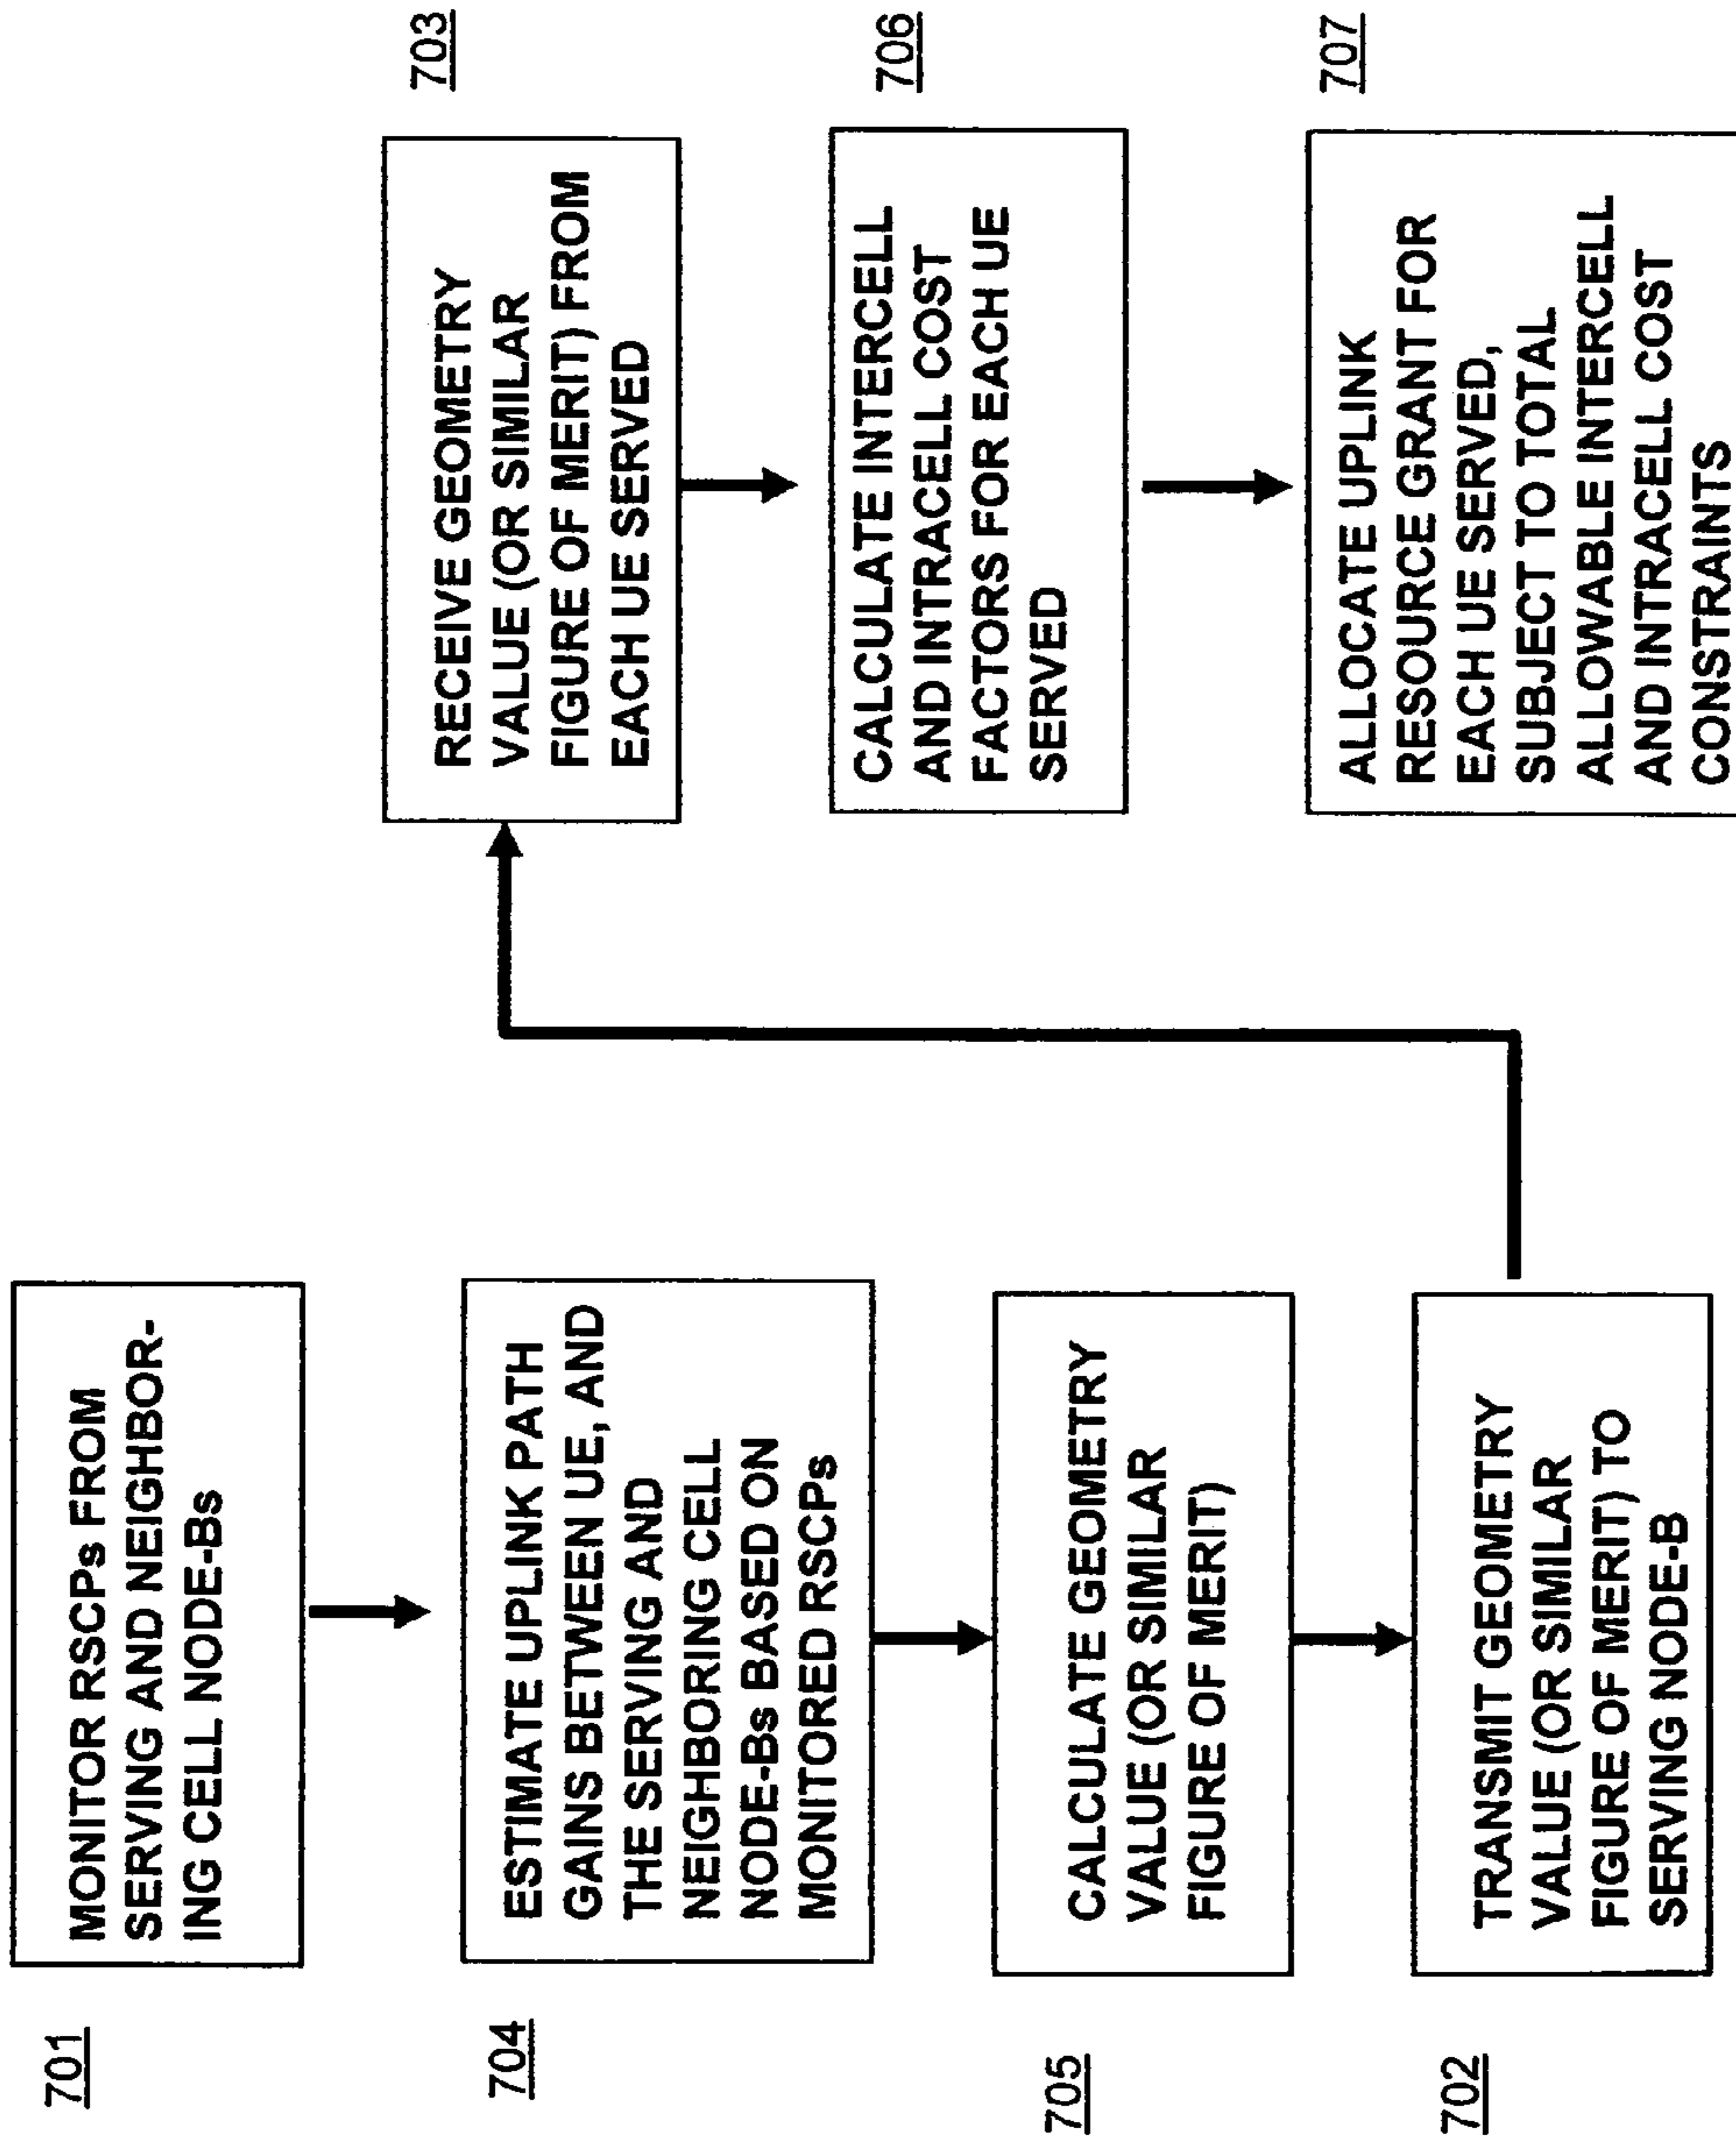 701
MONITOR RSCPs FROM
SERVING AND NEIGHBOR-
ING CELL NODE-Bs
704
ESTIMATE UPLINK PATH
GAINS BETWEEN UE, AND
THE SERVING AND
NEIGHBORING CELL
NODE-Bs BASED ON
MONITORED RSCPs
705
CALCULATE GEOMETRY
VALUE (OR SIMILAR
FIGURE OF MERIT)
702
TRANSMIT GEOMETRY
VALUE (OR SIMILAR
FIGURE OF MERIT) TO
SERVING NODE-B
703
RECEIVE GEOMETRY
VALUE (OR SIMILAR
FIGURE OF MERIT) FROM
EACH UE SERVED
706
CALCULATE INTERCELL
AND INTRACELL COST
FACTORS FOR EACH UE
SERVED
707
ALLOCATE UPLINK
RESOURCE GRANT FOR
EACH UE SERVED,
SUBJECT TO TOTAL
ALLOWABLE INTERCELL
AND INTRACELL COST
CONSTRAINTS